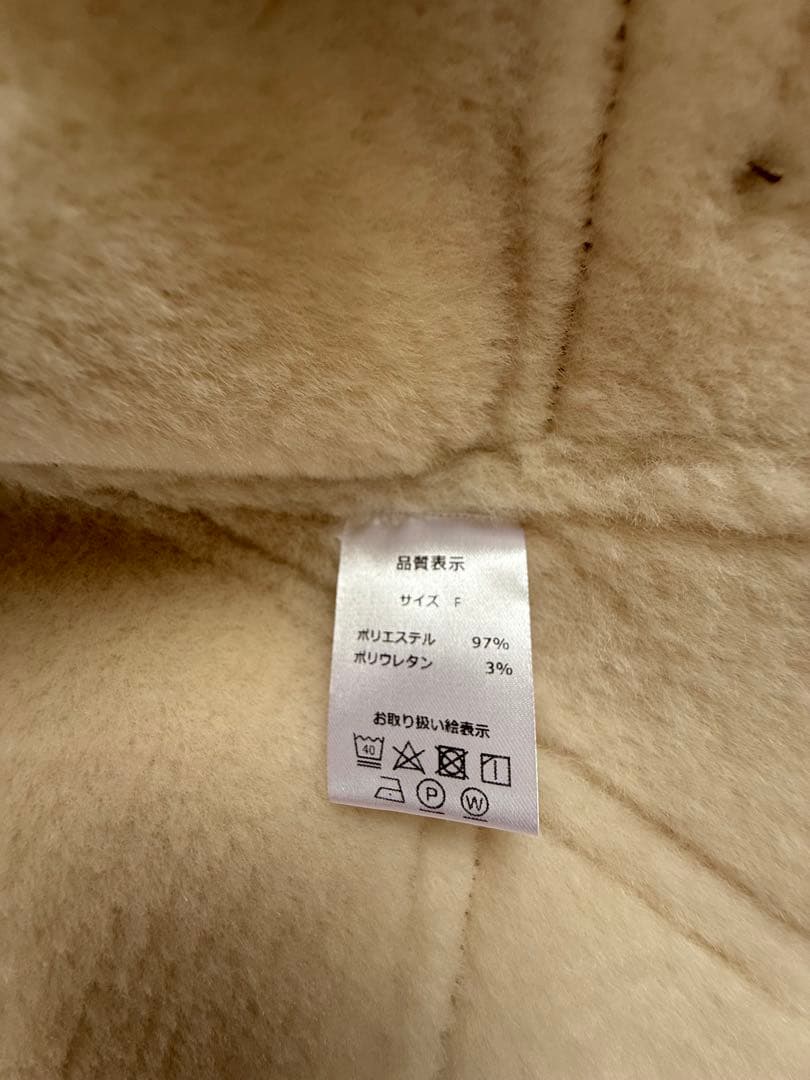 品質表示
サイズ F
ポリエステル 97%
ポリウレタン 3%
お取り扱い絵表示
40
P W